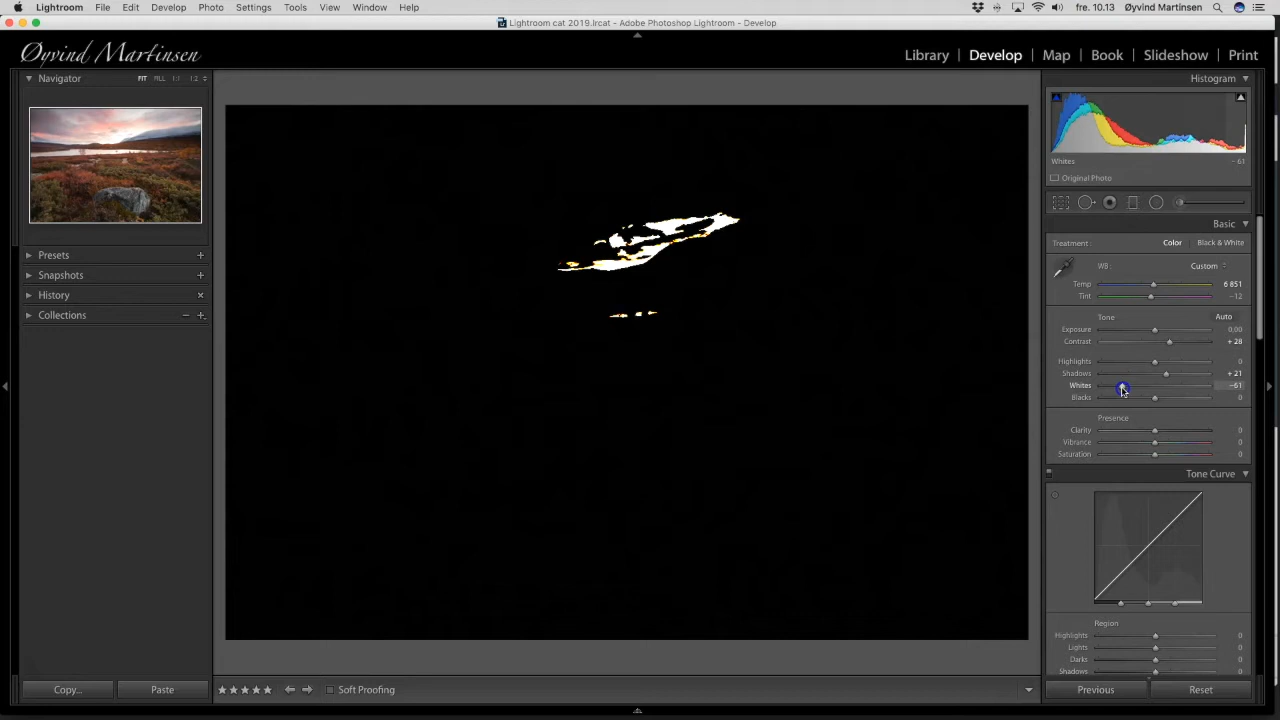 Lightroom File Edit Develop Photo Settings Tools View Window Help fre. 10.13 Øyvind Martinsen
Lightroom cat 2019.lrcat - Adobe Photoshop Lightroom - Develop
Øyvind Martinsen Library | Develop | Map | Book | Slideshow | Print
Navigator FIT FILL 1:1 1:2
Histogram
Whites – 61
Original Photo
Basic
Treatment : Color Black & White
WB : Custom
Temp 6 851
Tint – 12
Tone Auto
Exposure 0,00
Contrast + 28
Highlights 0
Shadows + 21
Whites – 61
Blacks 0
Presence
Clarity 0
Vibrance 0
Saturation 0
Tone Curve
Region
Highlights 0
Lights 0
Darks 0
Shadows 0
Presets
Snapshots
History
Collections
Copy... Paste
Soft Proofing
Previous Reset